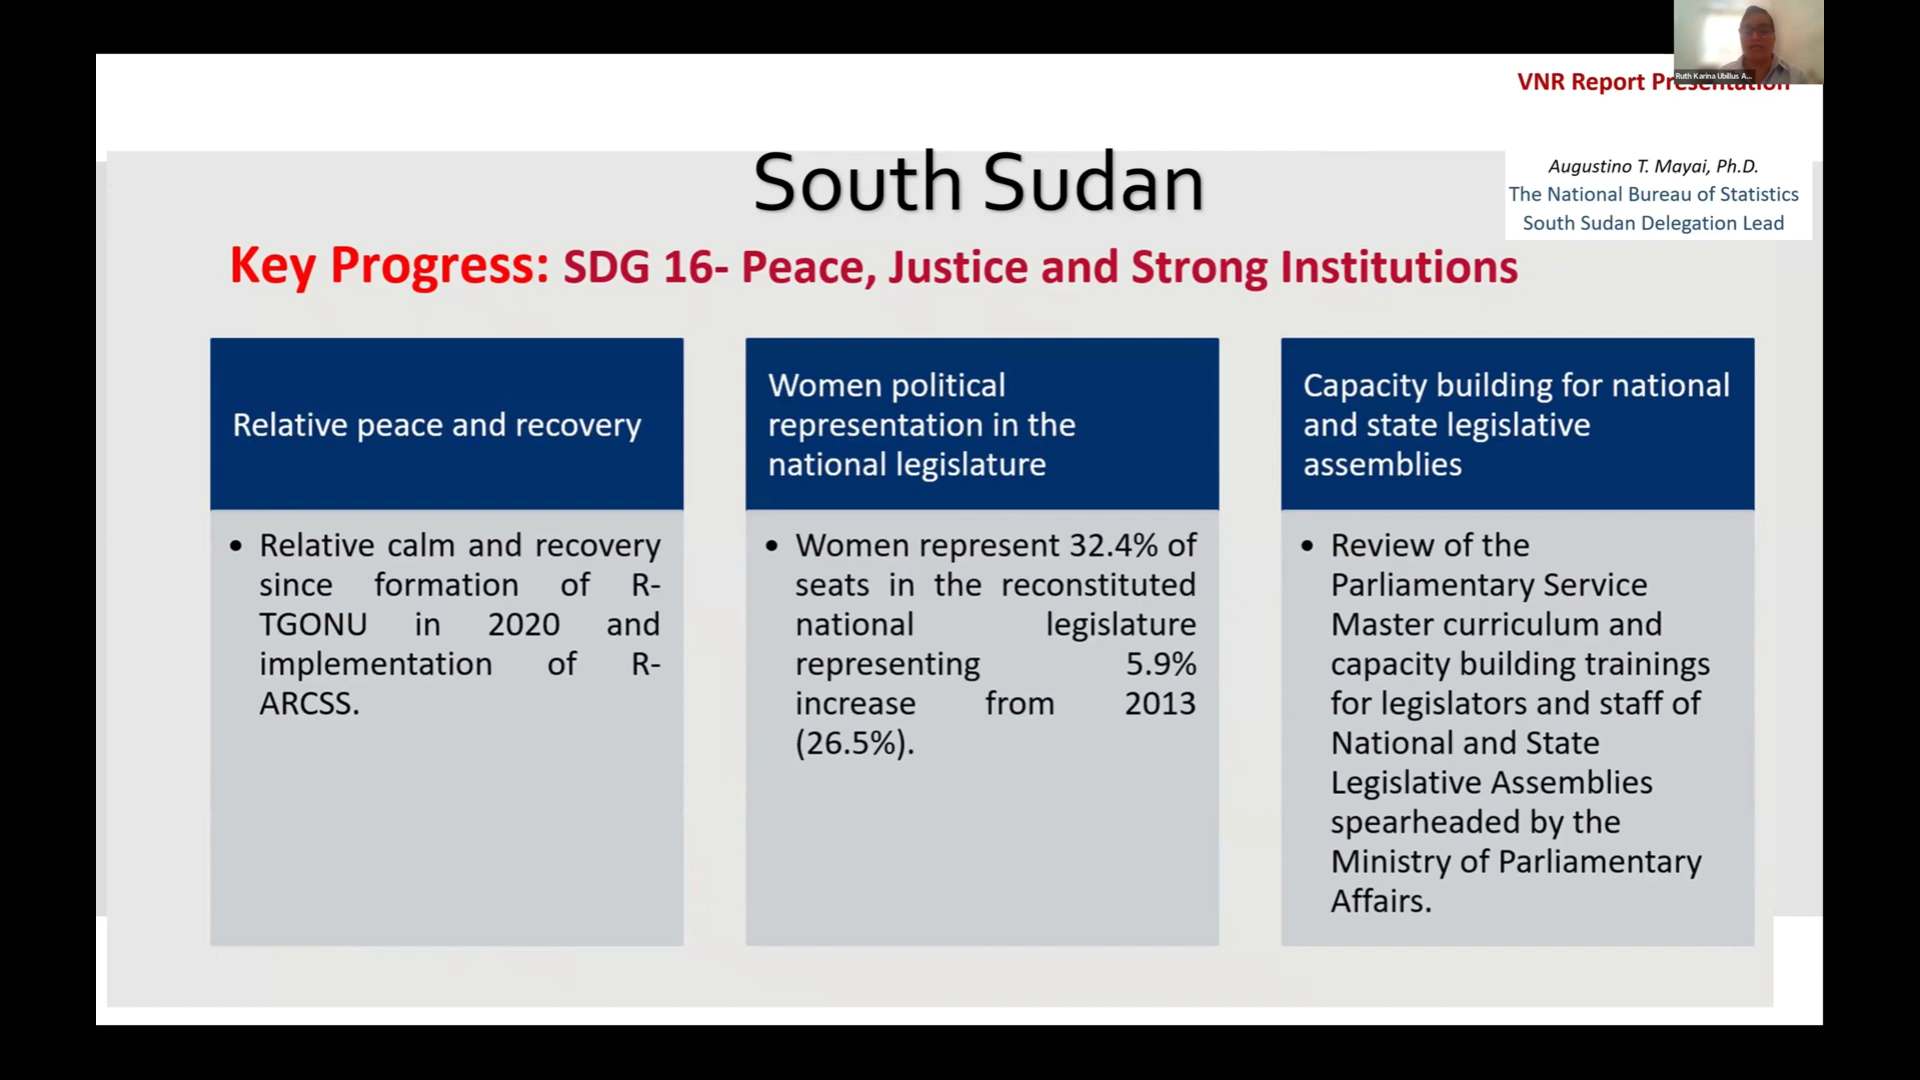 Ruth Karina Ubillus A...
VNR Report Presentation
South Sudan
Augustino T. Mayai, Ph.D.
The National Bureau of Statistics
South Sudan Delegation Lead
Key Progress: SDG 16- Peace, Justice and Strong Institutions
Relative peace and recovery
• Relative calm and recovery
since formation of R-
TGONU in 2020 and
implementation of R-
ARCSS.
Women political
representation in the
national legislature
• Women represent 32.4% of
seats in the reconstituted
national legislature
representing 5.9%
increase from 2013
(26.5%).
Capacity building for national
and state legislative
assemblies
• Review of the
Parliamentary Service
Master curriculum and
capacity building trainings
for legislators and staff of
National and State
Legislative Assemblies
spearheaded by the
Ministry of Parliamentary
Affairs.